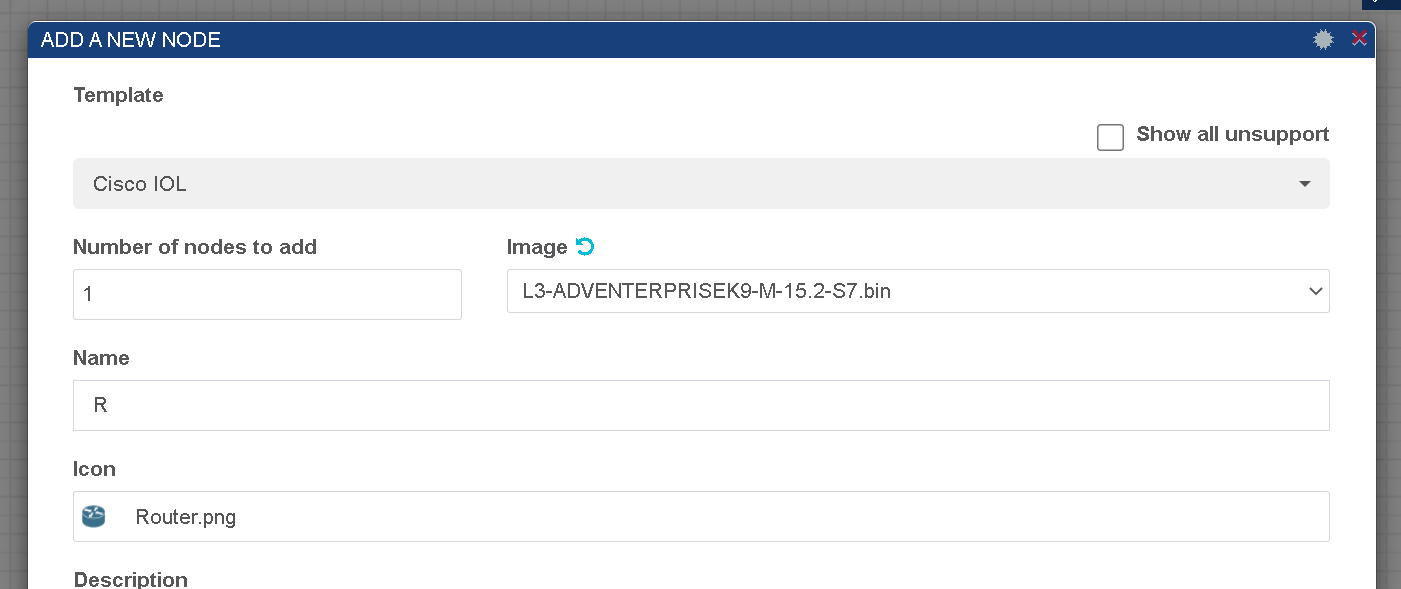 ADD A NEW NODE
Template
Show all unsupport
Cisco IOL
Number of nodes to add
Image
1
L3-ADVENTERPRISEK9-M-15.2-S7.bin
Name
R
Icon
Router.png
Description